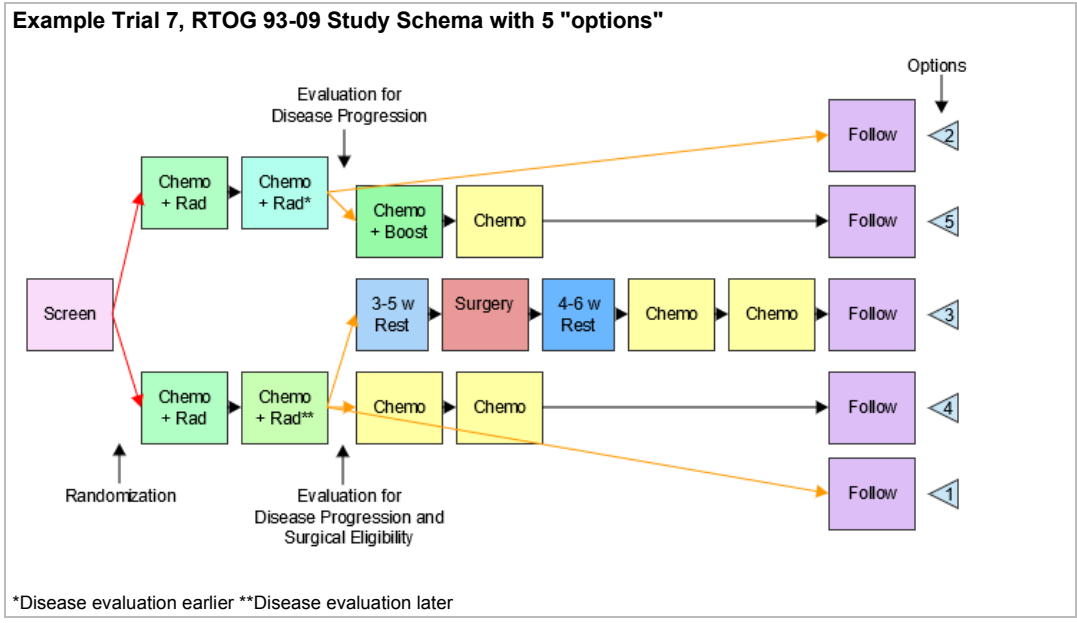 Example Trial 7, RTOG 93-09 Study Schema with 5 "options"
Options
Evaluation for
Disease Progression
Follow
2
Chemo
+ Rad
Chemo
+ Rad*
Chemo
+ Boost
Chemo
Follow
5
Screen
3-5 w
Rest
Surgery
4-6 w
Rest
Chemo
Chemo
Follow
3
Chemo
+ Rad
Chemo
+ Rad**
Chemo
Chemo
Follow
4
Follow
1
Randomization
Evaluation for
Disease Progression and
Surgical Eligibility
*Disease evaluation earlier **Disease evaluation later